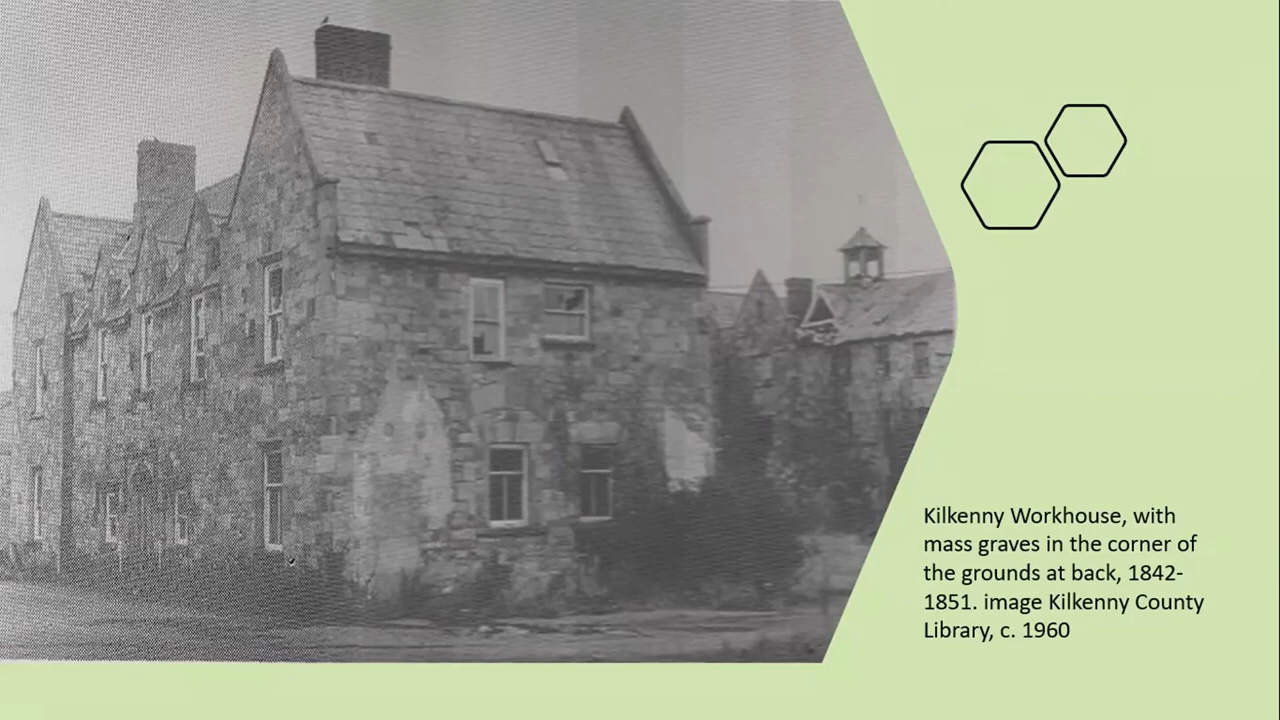 Kilkenny Workhouse, with
mass graves in the corner of
the grounds at back, 1842-
1851. image Kilkenny County
Library, c. 1960